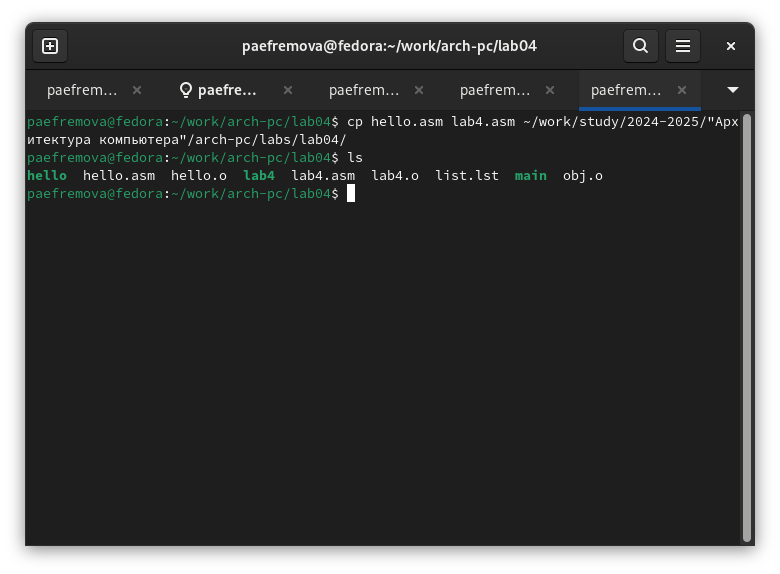 paefremova@fedora:~/work/arch-pc/lab04
paefrem... paefre... paefrem... paefrem... paefrem...
paefremova@fedora:~/work/arch-pc/lab04$ cp hello.asm lab4.asm ~/work/study/2024-2025/"Арх
итектура компьютера"/arch-pc/labs/lab04/
paefremova@fedora:~/work/arch-pc/lab04$ ls
hello hello.asm hello.o lab4 lab4.asm lab4.o list.lst main obj.o
paefremova@fedora:~/work/arch-pc/lab04$